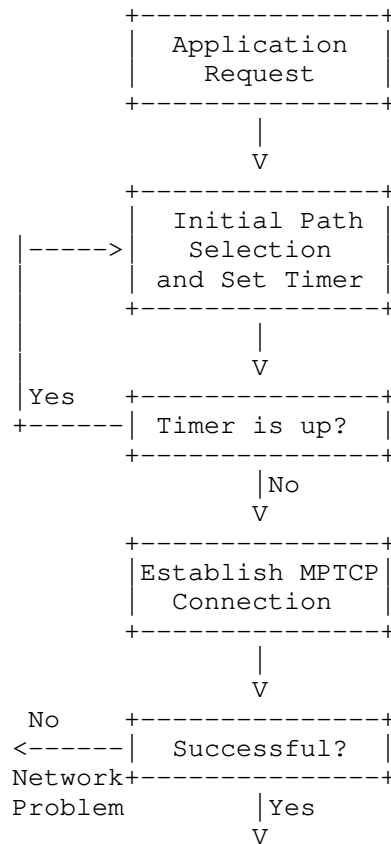 Application
Request
V
Initial Path
Selection
and Set Timer
V
Yes
Timer is up?
No
V
Establish MPTCP
Connection
V
No
Successful?
Network
Problem
Yes
V